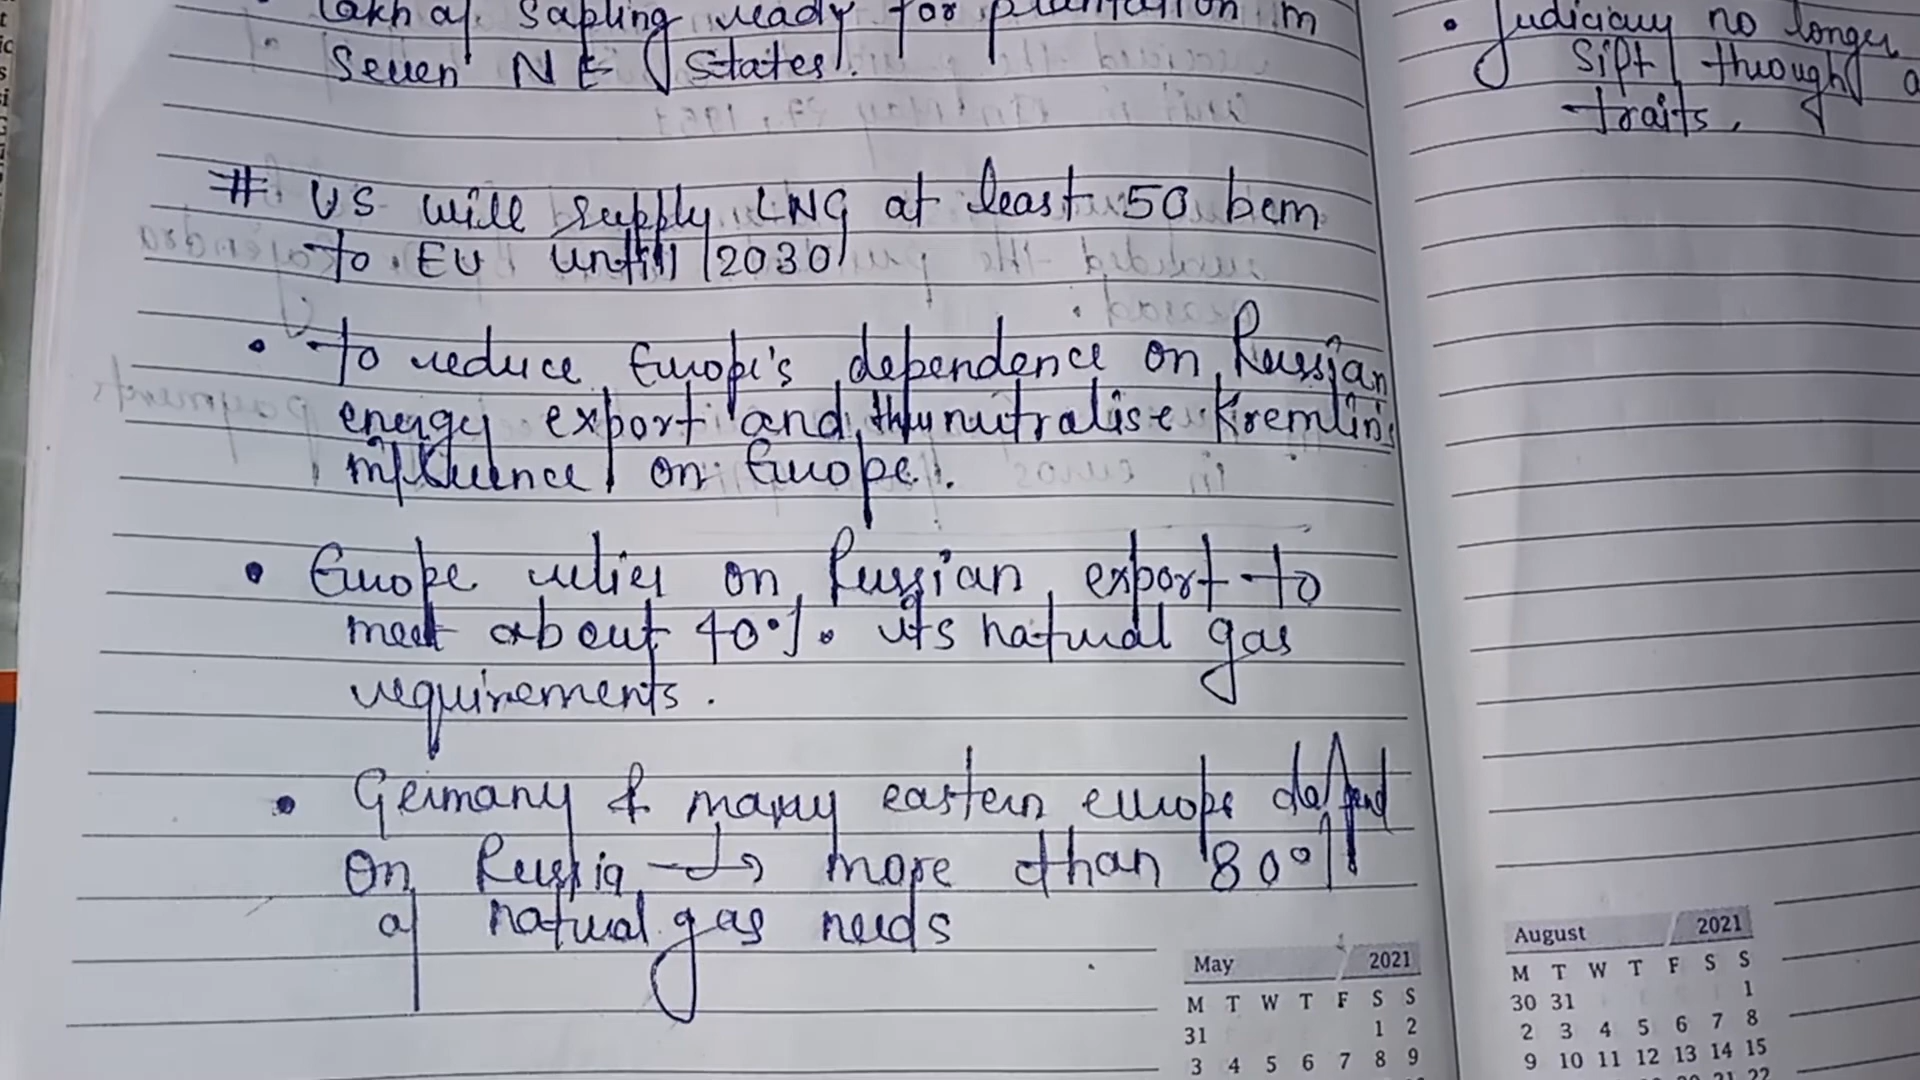 lakh of sapling ready for plantation in
Seven NE States.
# US will supply LNG at least 50 bcm
to EU untill 2030
• To reduce Europe's dependence on Russian
energy export and thu nutralise Kremlin's
influence on Europe.
• Europe relies on Russian export to
meet about 40% its natural gas
requirements.
• Germany & many eastern europe depend
on Russia → more than 80%
of natural gas needs
May 2021
M T W T F S S
31 1 2
3 4 5 6 7 8 9
• Judiciary no longer
sift through
traits.
August 2021
M T W T F S S
30 31 1
2 3 4 5 6 7 8
9 10 11 12 13 14 15
21 22